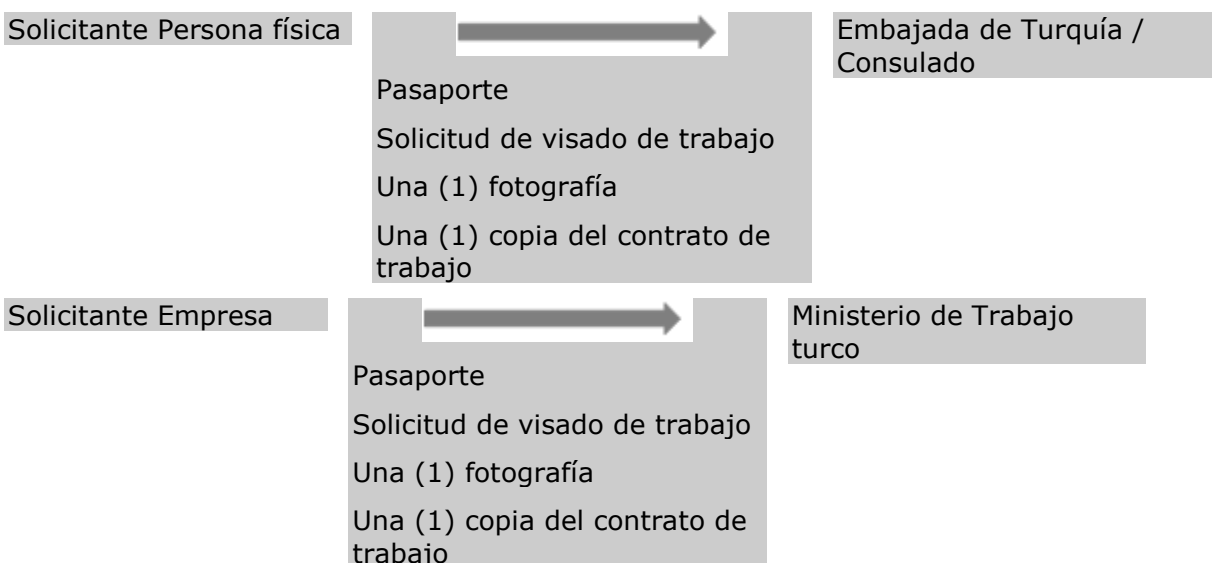 Solicitante Persona física
Pasaporte
Solicitud de visado de trabajo
Una (1) fotografía
Una (1) copia del contrato de
trabajo
Embajada de Turquía /
Consulado
Solicitante Empresa
Pasaporte
Solicitud de visado de trabajo
Una (1) fotografía
Una (1) copia del contrato de
trabajo
Ministerio de Trabajo
turco